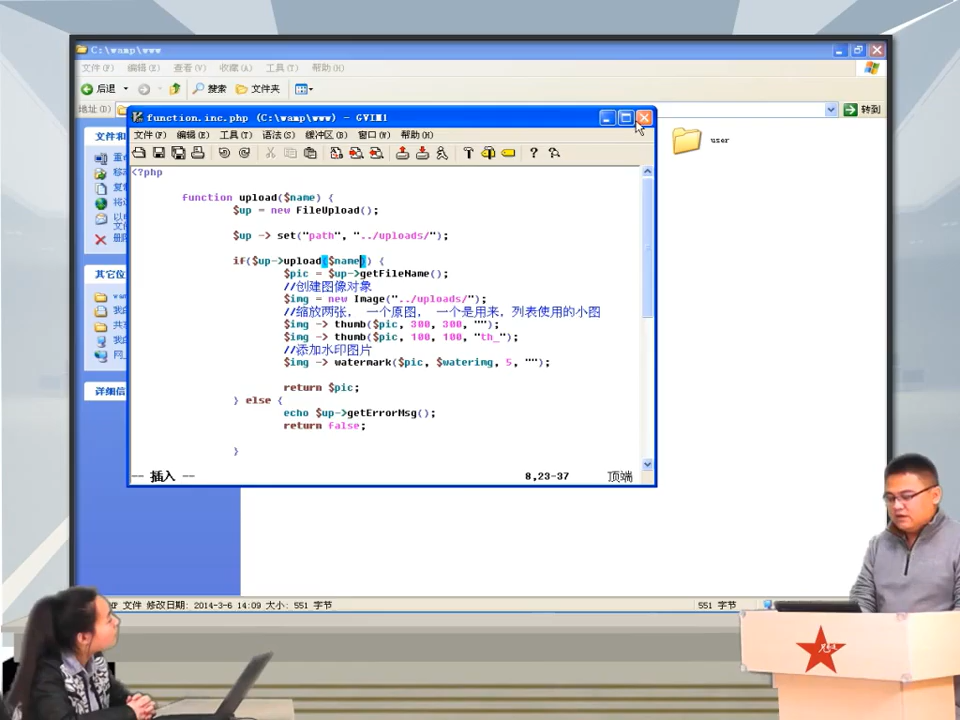 C:\wamp\www
文件(F) 编辑(E) 查看(V) 收藏(A) 工具(T) 帮助(H)
后退 搜索 文件夹
地址(D) 转到
function.inc.php (C:\wamp\www) - GVIM1
文件(F) 编辑(E) 工具(T) 语法(S) 缓冲区(B) 窗口(W) 帮助(H)
user
<?php
function upload($name) {
$up = new FileUpload();
$up -> set("path", "../uploads/");
if($up->upload($name)) {
$pic = $up->getFileName();
//创建图像对象
$img = new Image("../uploads/");
//缩放两张， 一个原图， 一个是用来，列表使用的小图
$img -> thumb($pic, 300, 300, "");
$img -> thumb($pic, 100, 100, "th_");
//添加水印图片
$img -> watermark($pic, $waterimg, 5, "");
return $pic;
} else {
echo $up->getErrorMsg();
return false;
}
-- 插入 --
8,23-37
顶端
文件和
其它位
详细信
文件 修改日期: 2014-3-6 14:09 大小: 551 字节
551 字节